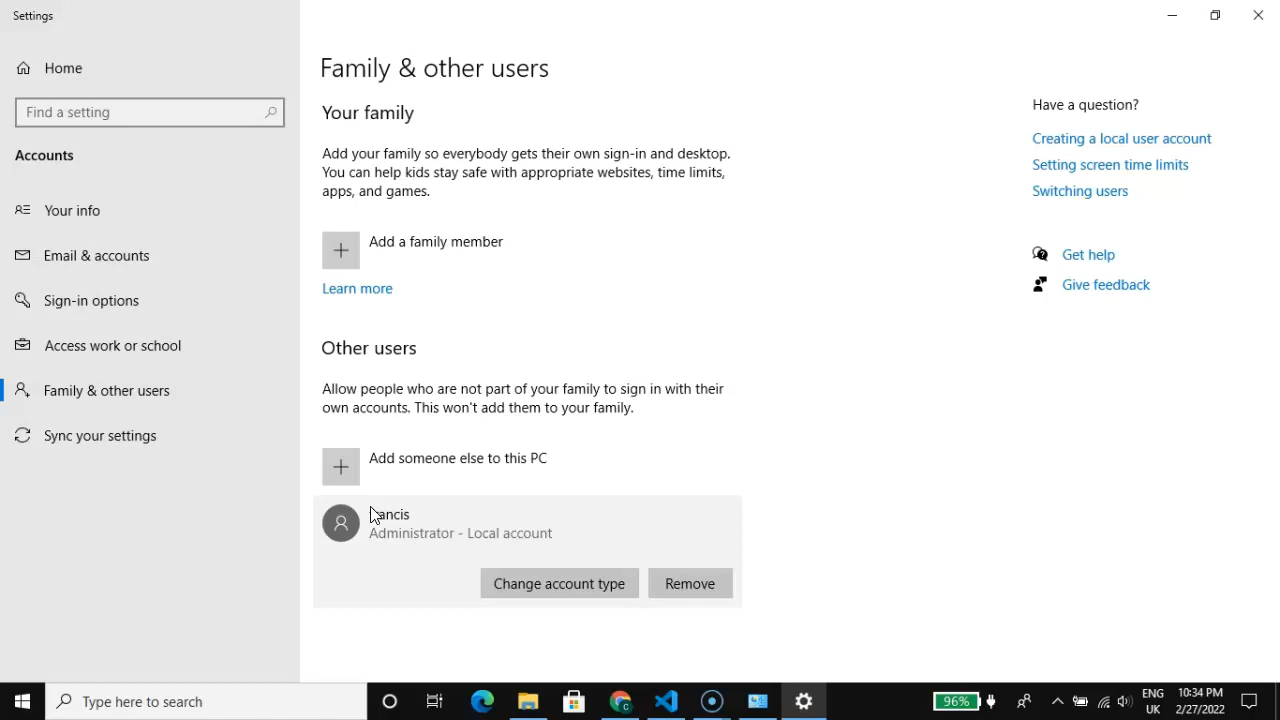 Settings
Home
Find a setting
Accounts
Your info
Email & accounts
Sign-in options
Access work or school
Family & other users
Sync your settings
Family & other users
Your family
Add your family so everybody gets their own sign-in and desktop.
You can help kids stay safe with appropriate websites, time limits,
apps, and games.
Add a family member
Learn more
Other users
Allow people who are not part of your family to sign in with their
own accounts. This won't add them to your family.
Add someone else to this PC
Administrator - Local account
Change account type
Remove
Have a question?
Creating a local user account
Setting screen time limits
Switching users
Get help
Give feedback
Type here to search
96%
ENG
UK
10:34 PM
2/27/2022